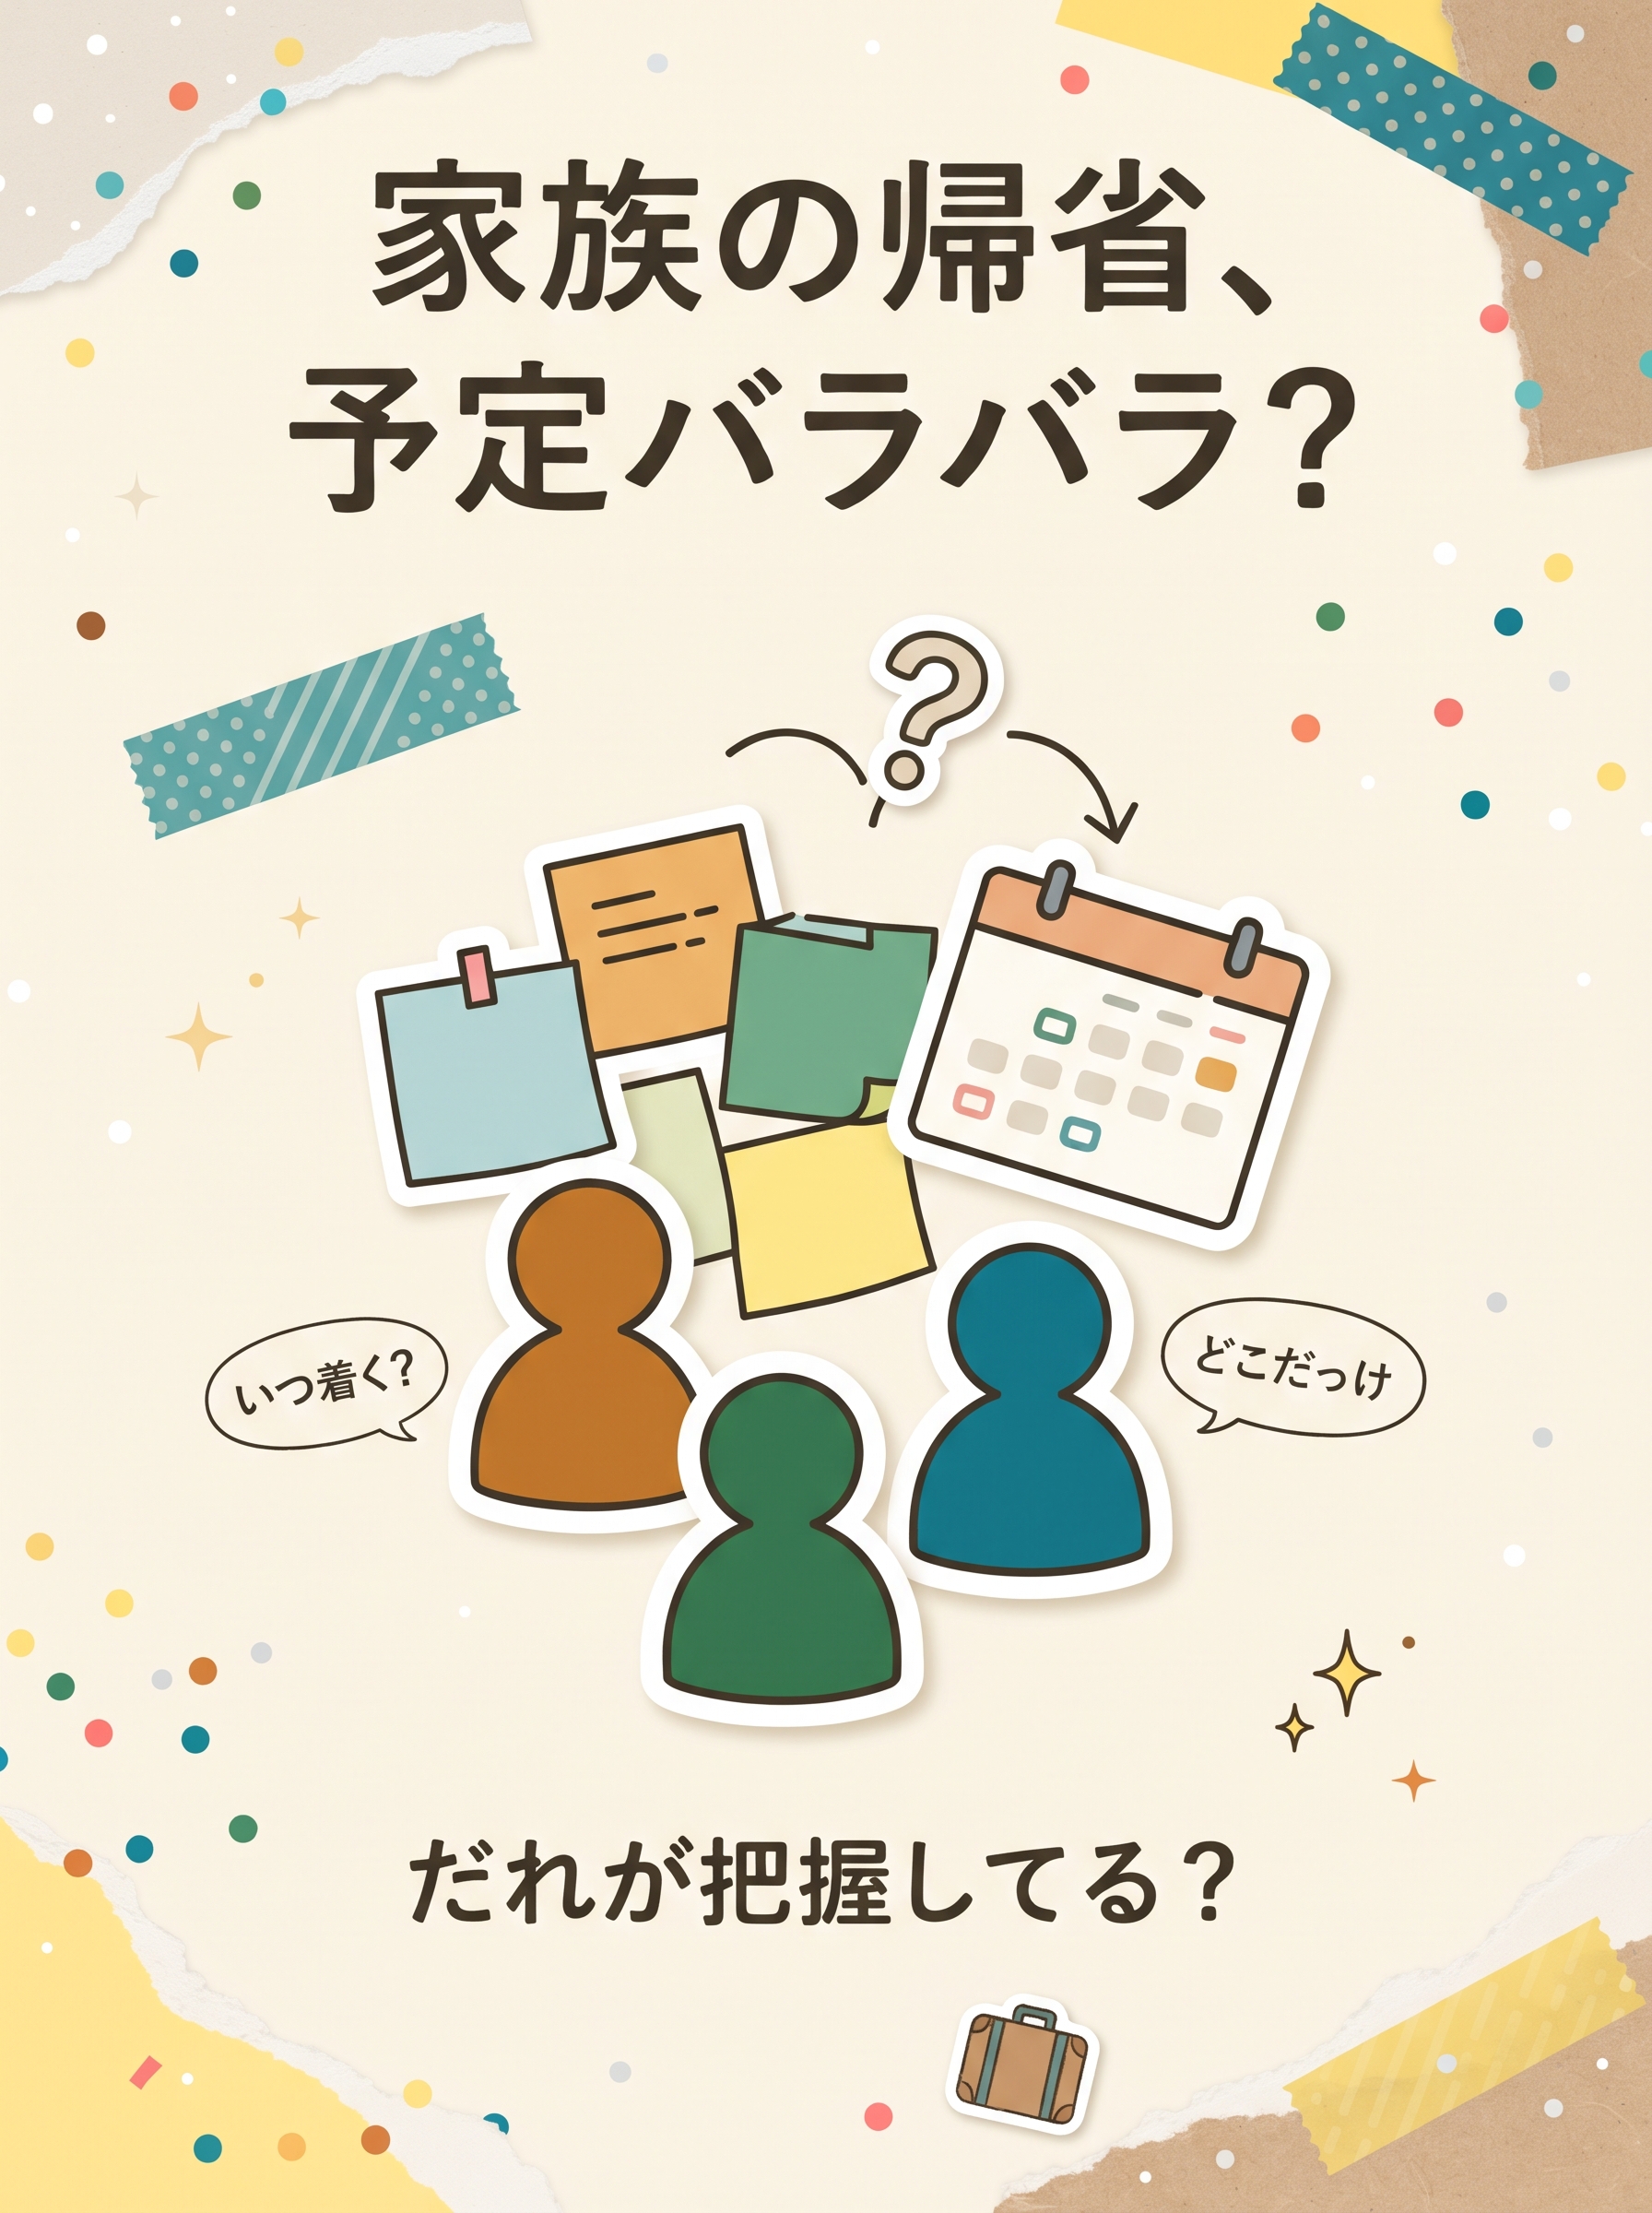 家族の帰省、
予定バラバラ？
いつ着く？
どこだっけ
だれが把握してる？